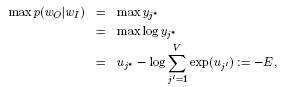 max p(w_O|w_I) = max y_{j⋆}
= max log y_{j⋆}
= u_{j⋆} − log ∑_{j′=1}^{V} exp(u_{j′}) := −E,